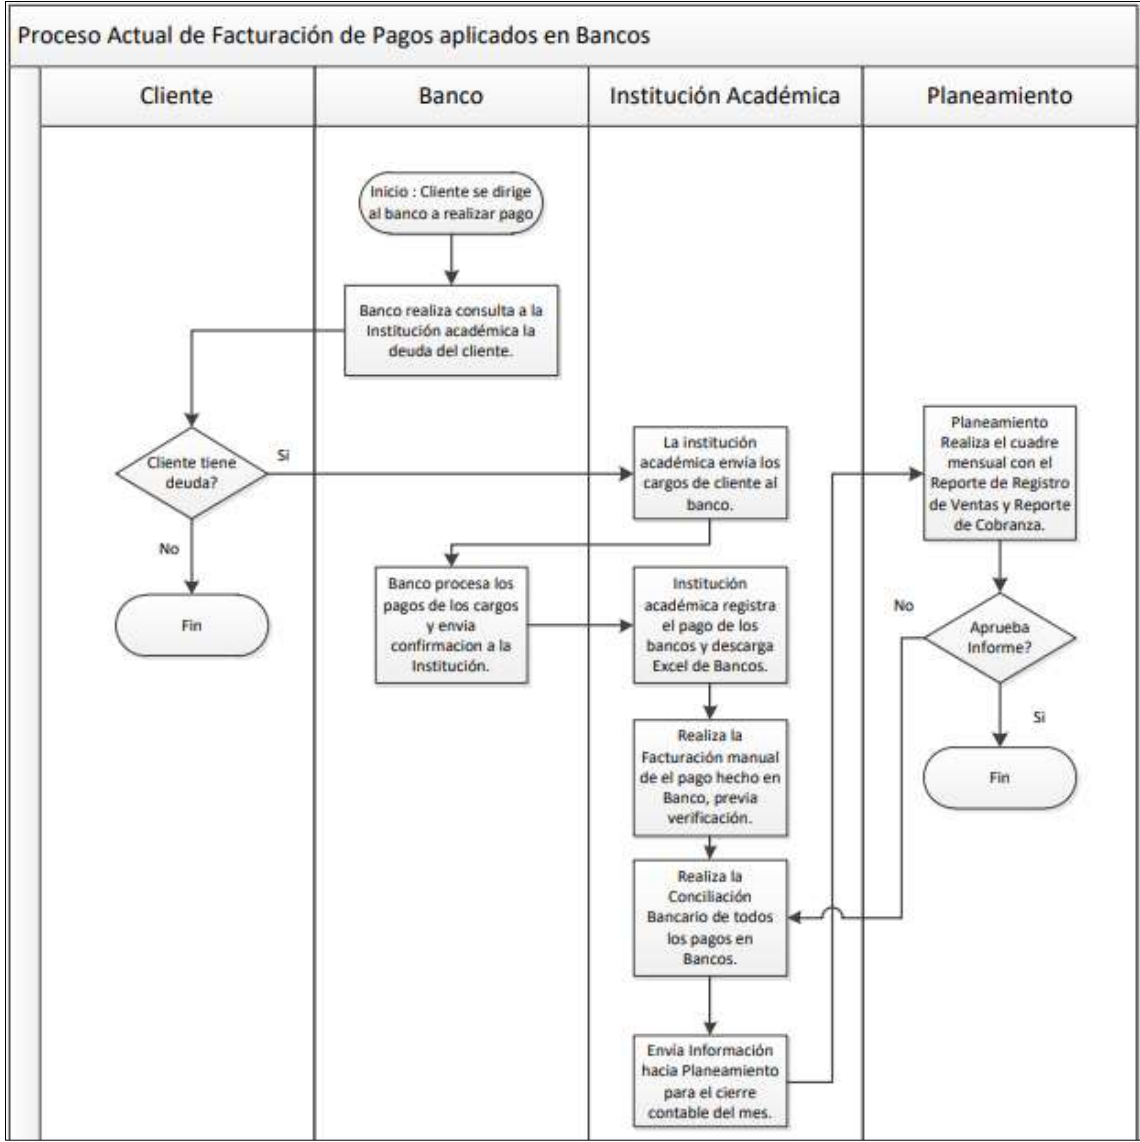 Proceso Actual de Facturación de Pagos aplicados en Bancos
Cliente
Banco
Institución Académica
Planeamiento
Inicio : Cliente se dirige
al banco a realizar pago
Banco realiza consulta a la
Institución académica la
deuda del cliente.
Cliente tiene
deuda?
Si
No
Fin
La institución
académica envía los
cargos de cliente al
banco.
Banco procesa los
pagos de los cargos
y envia
confirmacion a la
Institución.
Institución
académica registra
el pago de los
bancos y descarga
Excel de Bancos.
Realiza la
Facturación manual
de el pago hecho en
Banco, previa
verificación.
Realiza la
Conciliación
Bancario de todos
los pagos en
Bancos.
Envía Información
hacia Planeamiento
para el cierre
contable del mes.
Planeamiento
Realiza el cuadre
mensual con el
Reporte de Registro
de Ventas y Reporte
de Cobranza.
Aprueba
Informe?
No
Si
Fin